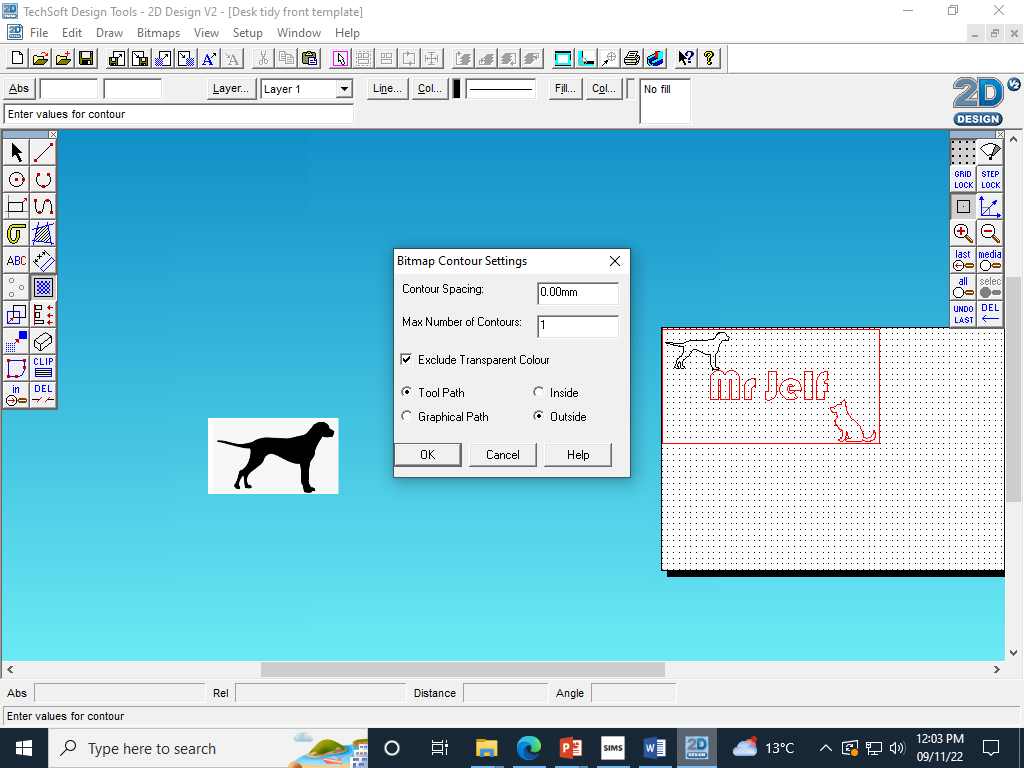 TechSoft Design Tools - 2D Design V2 - [Desk tidy front template]
File Edit Draw Bitmaps View Setup Window Help
Abs Layer... Layer 1 Line... Col... Fill... Col... No fill
2D V2
DESIGN
Enter values for contour
GRID LOCK STEP LOCK
ABC
last media
all selec
UNDO LAST DEL
CLIP
in DEL
Bitmap Contour Settings
Contour Spacing: 0.00mm
Max Number of Contours: 1
Exclude Transparent Colour
Tool Path Inside
Graphical Path Outside
OK Cancel Help
Mr Jelf
Abs Rel Distance Angle
Enter values for contour
Type here to search
SIMS
2D
DESIGN
13°C
12:03 PM
09/11/22